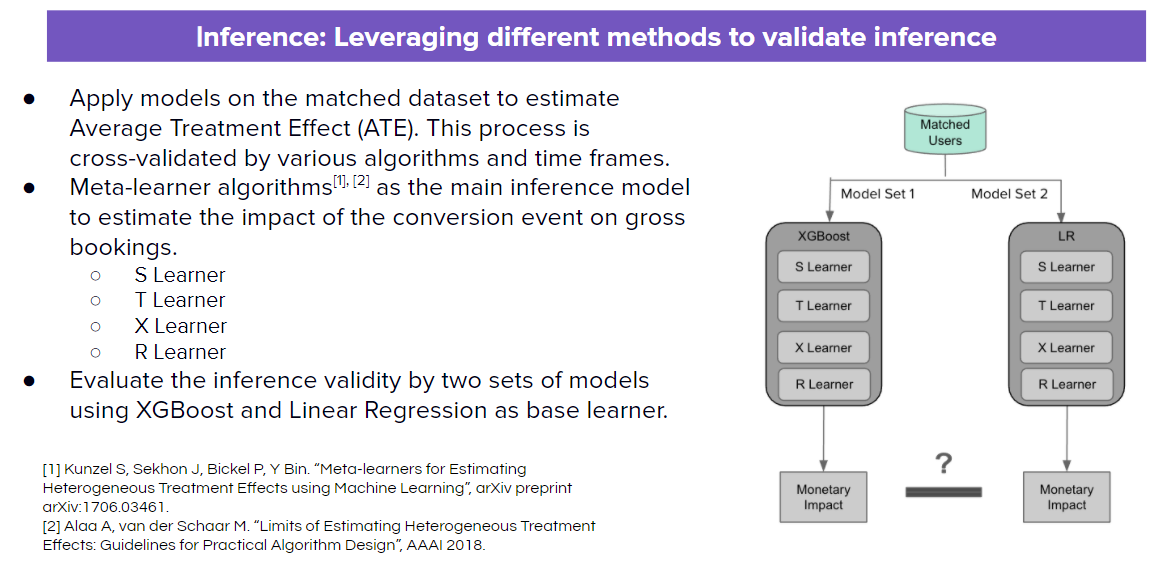 Inference: Leveraging different methods to validate inference
● Apply models on the matched dataset to estimate
Average Treatment Effect (ATE). This process is
cross-validated by various algorithms and time frames.
● Meta-learner algorithms[1], [2] as the main inference model
to estimate the impact of the conversion event on gross
bookings.
○ S Learner
○ T Learner
○ X Learner
○ R Learner
● Evaluate the inference validity by two sets of models
using XGBoost and Linear Regression as base learner.
[1] Kunzel S, Sekhon J, Bickel P, Y Bin. “Meta-learners for Estimating
Heterogeneous Treatment Effects using Machine Learning”, arXiv preprint
arXiv:1706.03461.
[2] Alaa A, van der Schaar M. “Limits of Estimating Heterogeneous Treatment
Effects: Guidelines for Practical Algorithm Design”, AAAI 2018.
Matched
Users
Model Set 1
Model Set 2
XGBoost
S Learner
T Learner
X Learner
R Learner
LR
S Learner
T Learner
X Learner
R Learner
Monetary
Impact
?
Monetary
Impact